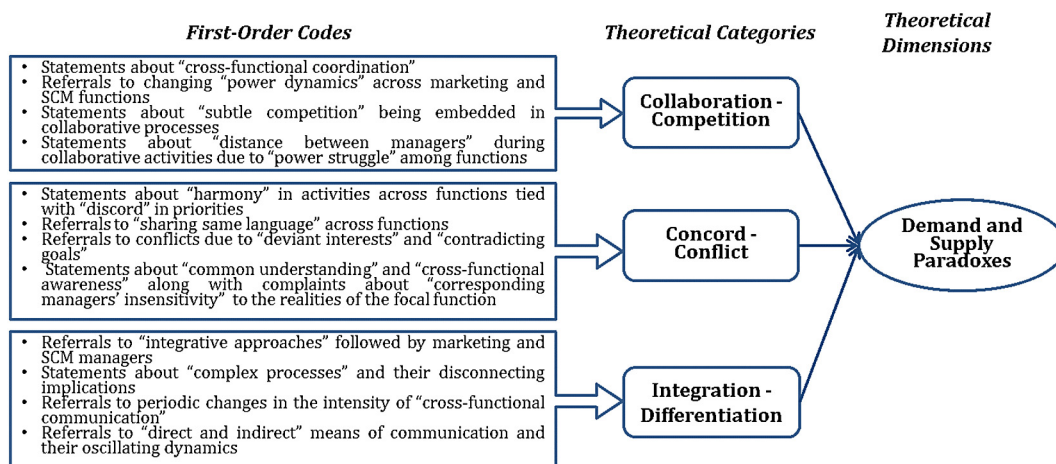 First-Order Codes
Theoretical Categories
Theoretical
Dimensions
• Statements about “cross-functional coordination”
• Referrals to changing “power dynamics” across marketing and
SCM functions
• Statements about “subtle competition” being embedded in
collaborative processes
• Statements about “distance between managers” during
collaborative activities due to “power struggle” among functions
Collaboration -
Competition
• Statements about “harmony” in activities across functions tied
with “discord” in priorities
• Referrals to “sharing same language” across functions
• Referrals to conflicts due to “deviant interests” and “contradicting
goals”
• Statements about “common understanding” and “cross-functional
awareness” along with complaints about “corresponding
managers’ insensitivity” to the realities of the focal function
Concord -
Conflict
Demand and
Supply
Paradoxes
• Referrals to “integrative approaches” followed by marketing and
SCM managers
• Statements about “complex processes” and their disconnecting
implications
• Referrals to periodic changes in the intensity of “cross-functional
communication”
• Referrals to “direct and indirect” means of communication and
their oscillating dynamics
Integration -
Differentiation